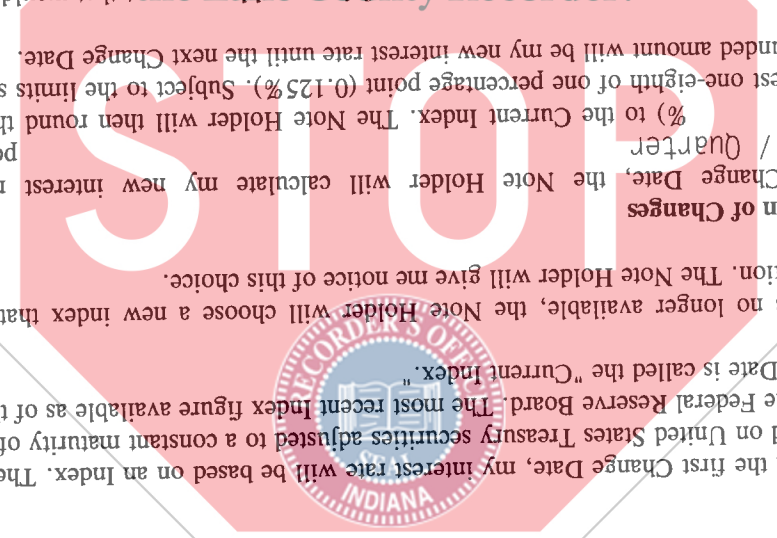 the first Change Date, my interest rate will be based on an Index. The
on United States Treasury securities adjusted to a constant maturity of
Federal Reserve Board. The most recent Index figure available as of
Date is called the "Current Index."
no longer available, the Note Holder will choose a new index that
The Note Holder will give me notice of this choice.
of Changes
Change Date, the Note Holder will calculate my new interest
/ Quarter
%) to the Current Index. The Note Holder will then round
one-eighth of one percentage point (0.125%). Subject to the limits
amount will be my new interest rate until the next Change Date.
STOP
RECORDER'S OFFICE
SEAL
INDIANA